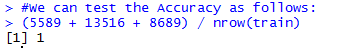 > #We can test the Accuracy as follows:
> (5589 + 13516 + 8689) / nrow(train)
[1] 1